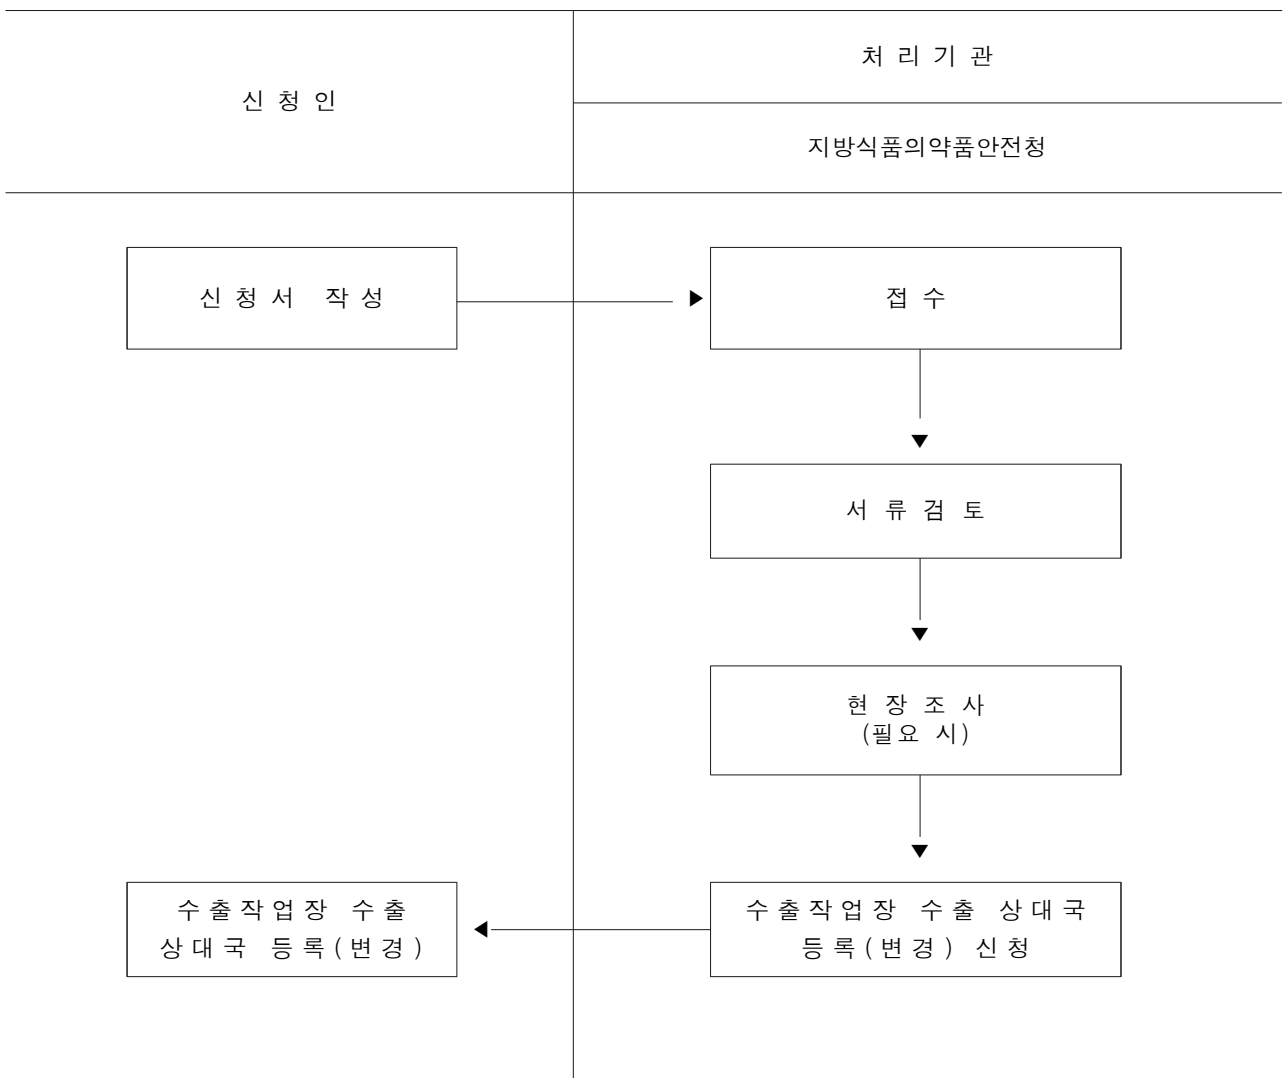 신청인
처리기관
지방식품의약품안전청
신청서 작성
접수
서류검토
현장조사
(필요 시)
수출작업장 수출 상대국
등록(변경) 신청
수출작업장 수출
상대국 등록(변경)